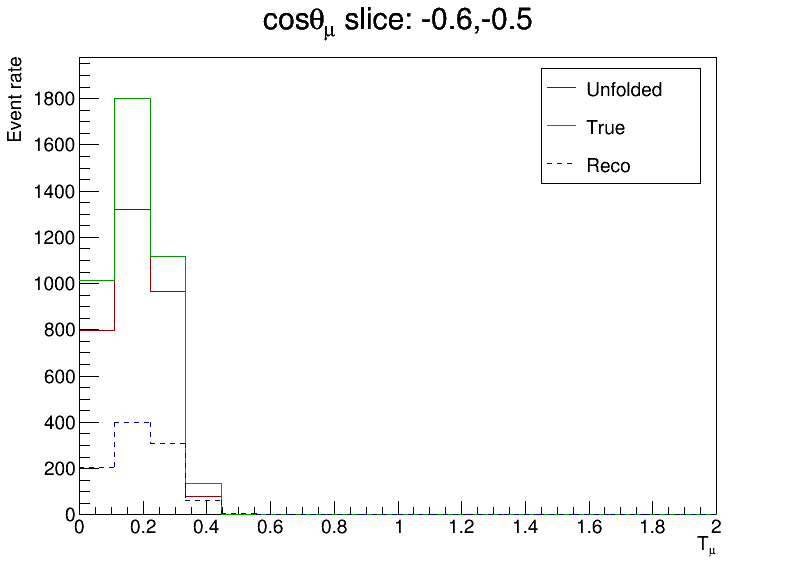 cosθμ slice: -0.6,-0.5
Event rate
1800
1600
1400
1200
1000
800
600
400
200
0
0 0.2 0.4 0.6 0.8 1 1.2 1.4 1.6 1.8 2
Tμ
Unfolded
True
Reco